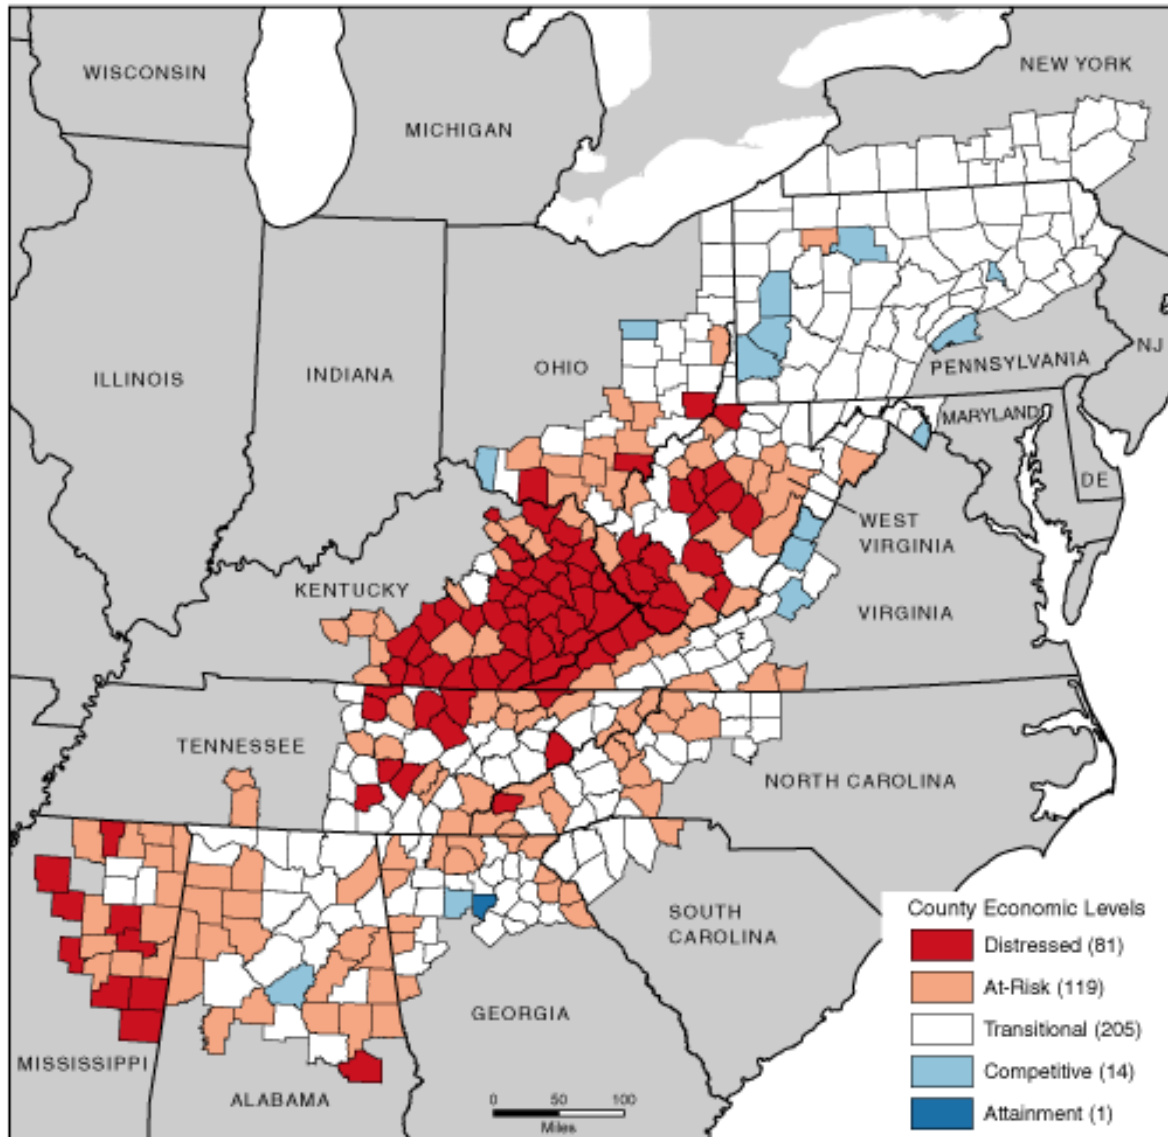 WISCONSIN
NEW YORK
MICHIGAN
ILLINOIS
INDIANA
OHIO
PENNSYLVANIA
NJ
MARYLAND
DE
WEST
VIRGINIA
KENTUCKY
VIRGINIA
TENNESSEE
NORTH CAROLINA
SOUTH
CAROLINA
GEORGIA
MISSISSIPPI
ALABAMA
0 50 100
Miles
County Economic Levels
Distressed (81)
At-Risk (119)
Transitional (205)
Competitive (14)
Attainment (1)